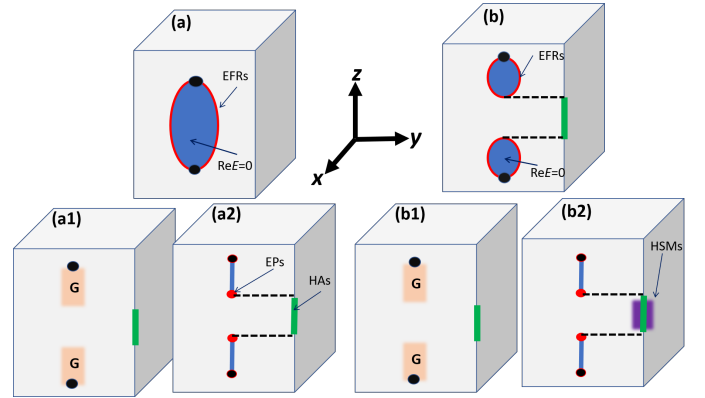 (a)
EFRs
ReE=0
z
y
x
(b)
EFRs
ReE=0
(a1)
G
G
(a2)
EPs
HAs
(b1)
G
G
(b2)
HSMs